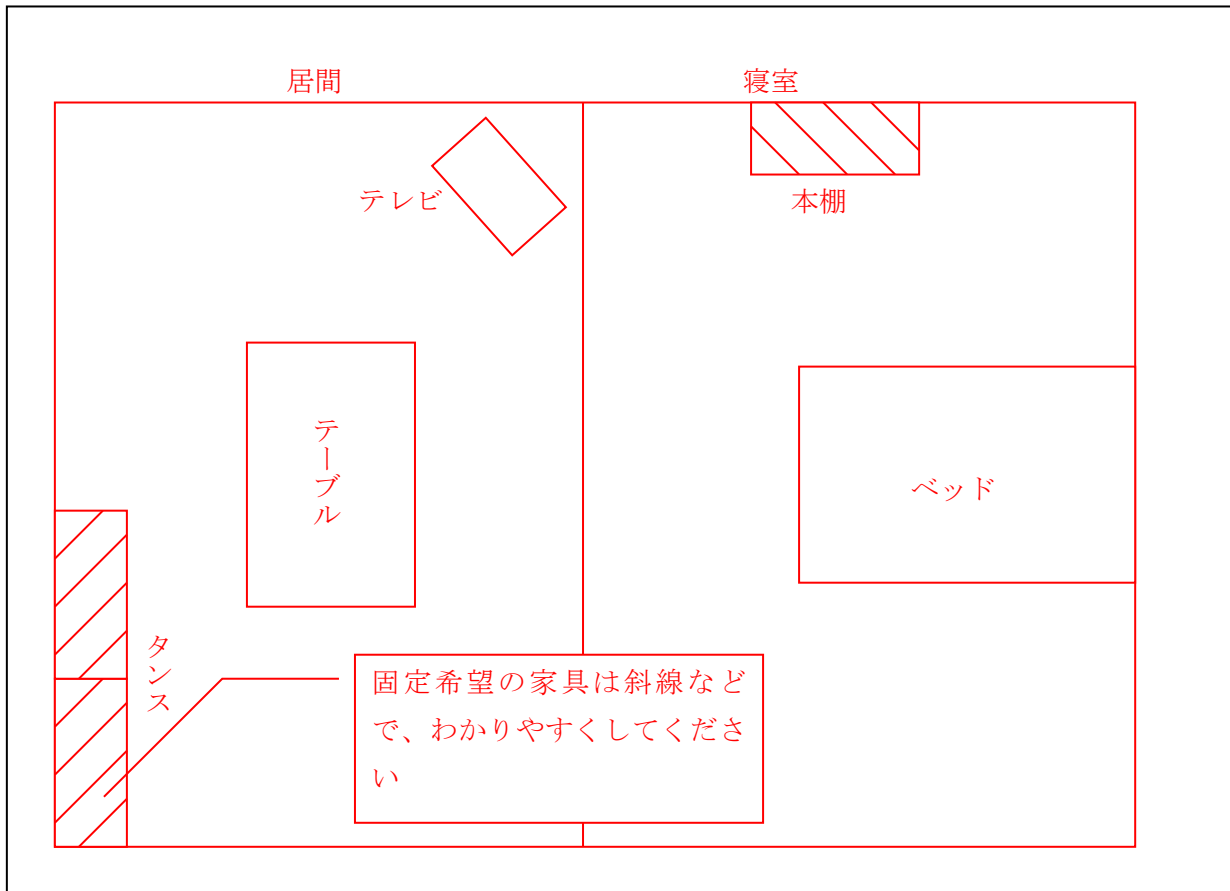 居間
寝室
テレビ
本棚
テーブル
ベッド
タンス
固定希望の家具は斜線など
で、わかりやすくしてくださ
い